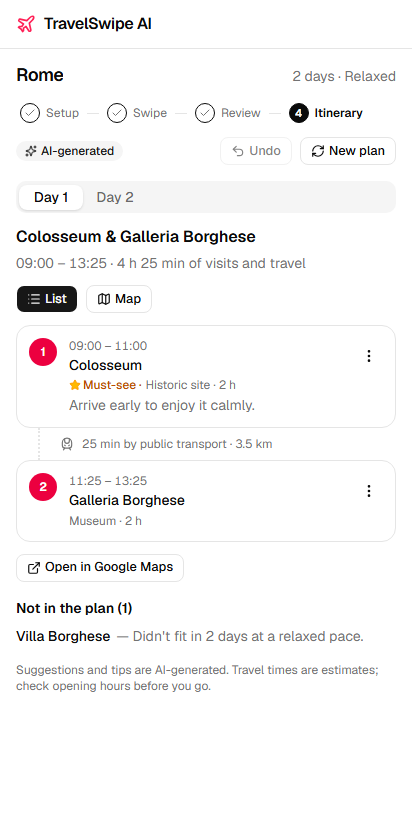 TravelSwipe AI
Rome
2 days · Relaxed
Setup
Swipe
Review
4 Itinerary
AI-generated
Undo
New plan
Day 1
Day 2
Colosseum & Galleria Borghese
09:00 – 13:25 · 4 h 25 min of visits and travel
List
Map
1
09:00 – 11:00
Colosseum
Must-see · Historic site · 2 h
Arrive early to enjoy it calmly.
25 min by public transport · 3.5 km
2
11:25 – 13:25
Galleria Borghese
Museum · 2 h
Open in Google Maps
Not in the plan (1)
Villa Borghese — Didn't fit in 2 days at a relaxed pace.
Suggestions and tips are AI-generated. Travel times are estimates;
check opening hours before you go.